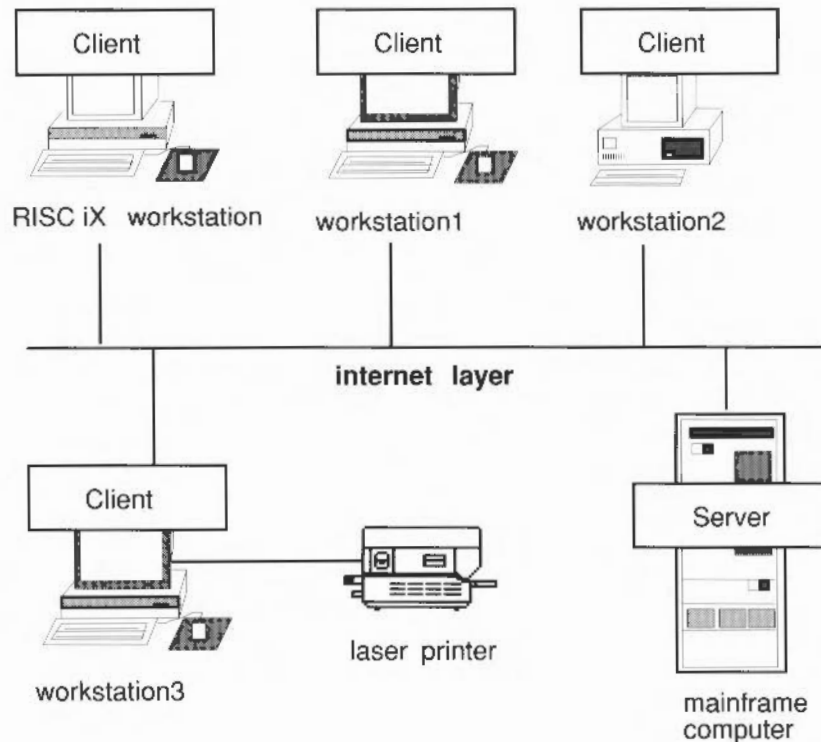 Client
Client
Client
RISC iX workstation
workstation1
workstation2
internet layer
Client
Server
laser printer
workstation3
mainframe
computer